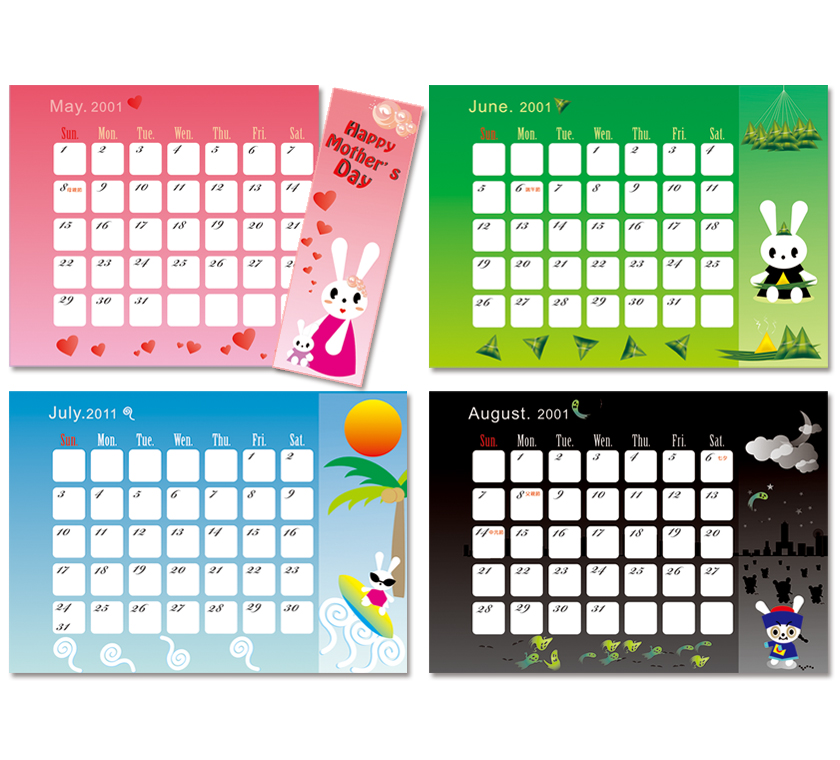 May. 2001
Sun. Mon. Tue. Wen. Thu. Fri. Sat.
1 2 3 4 5 6 7
8 母親節 9 10 11 12 13 14
15 16 17 18 19 20 21
22 23 24 25 26 27
29 30 31
Happy
Mother's
Day
June. 2001
Sun. Mon. Tue. Wen. Thu. Fri. Sat.
1 2 3 4
5 6 端午節 7 8 9 10 11
12 13 14 15 16 17 18
19 20 21 22 23 24 25
26 27 28 29 30 31
July.2011
Sun. Mon. Tue. Wen. Thu. Fri. Sat.
1 2
3 4 5 6 7 8 9
10 11 12 13 14 15 16
17 18 19 20 21 22 23
24 25 26 27 28 29 30
31
August. 2001
Sun. Mon. Tue. Wen. Thu. Fri. Sat.
1 2 3 4 5 6 七夕
7 8 父親節 9 10 11 12 13
14 中元節 15 16 17 18 19 20
21 22 23 24 25 26 27
28 29 30 31